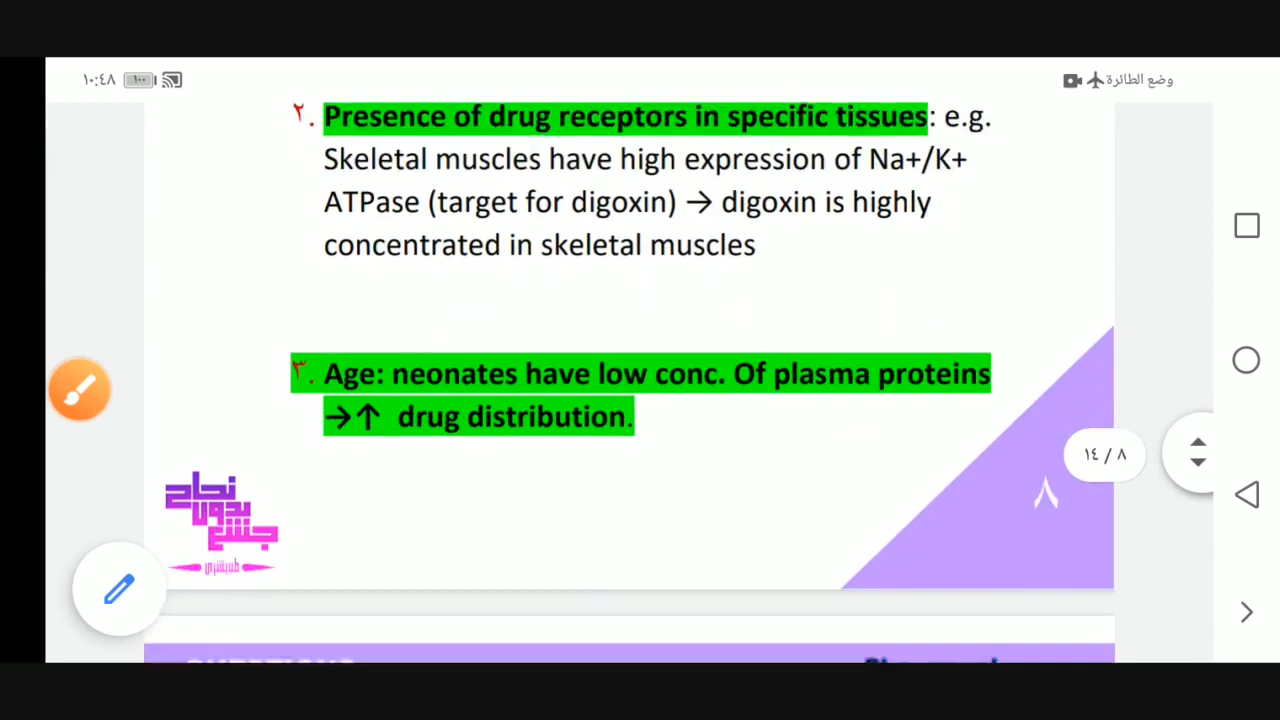 ١٠:٤٨ ١٠٠ وضع الطائرة
٢. Presence of drug receptors in specific tissues: e.g.
Skeletal muscles have high expression of Na+/K+
ATPase (target for digoxin) → digoxin is highly
concentrated in skeletal muscles
٣. Age: neonates have low conc. Of plasma proteins
→↑ drug distribution.
١٤ / ٨
٨
نجاح
بدون
جشع
طب بشري